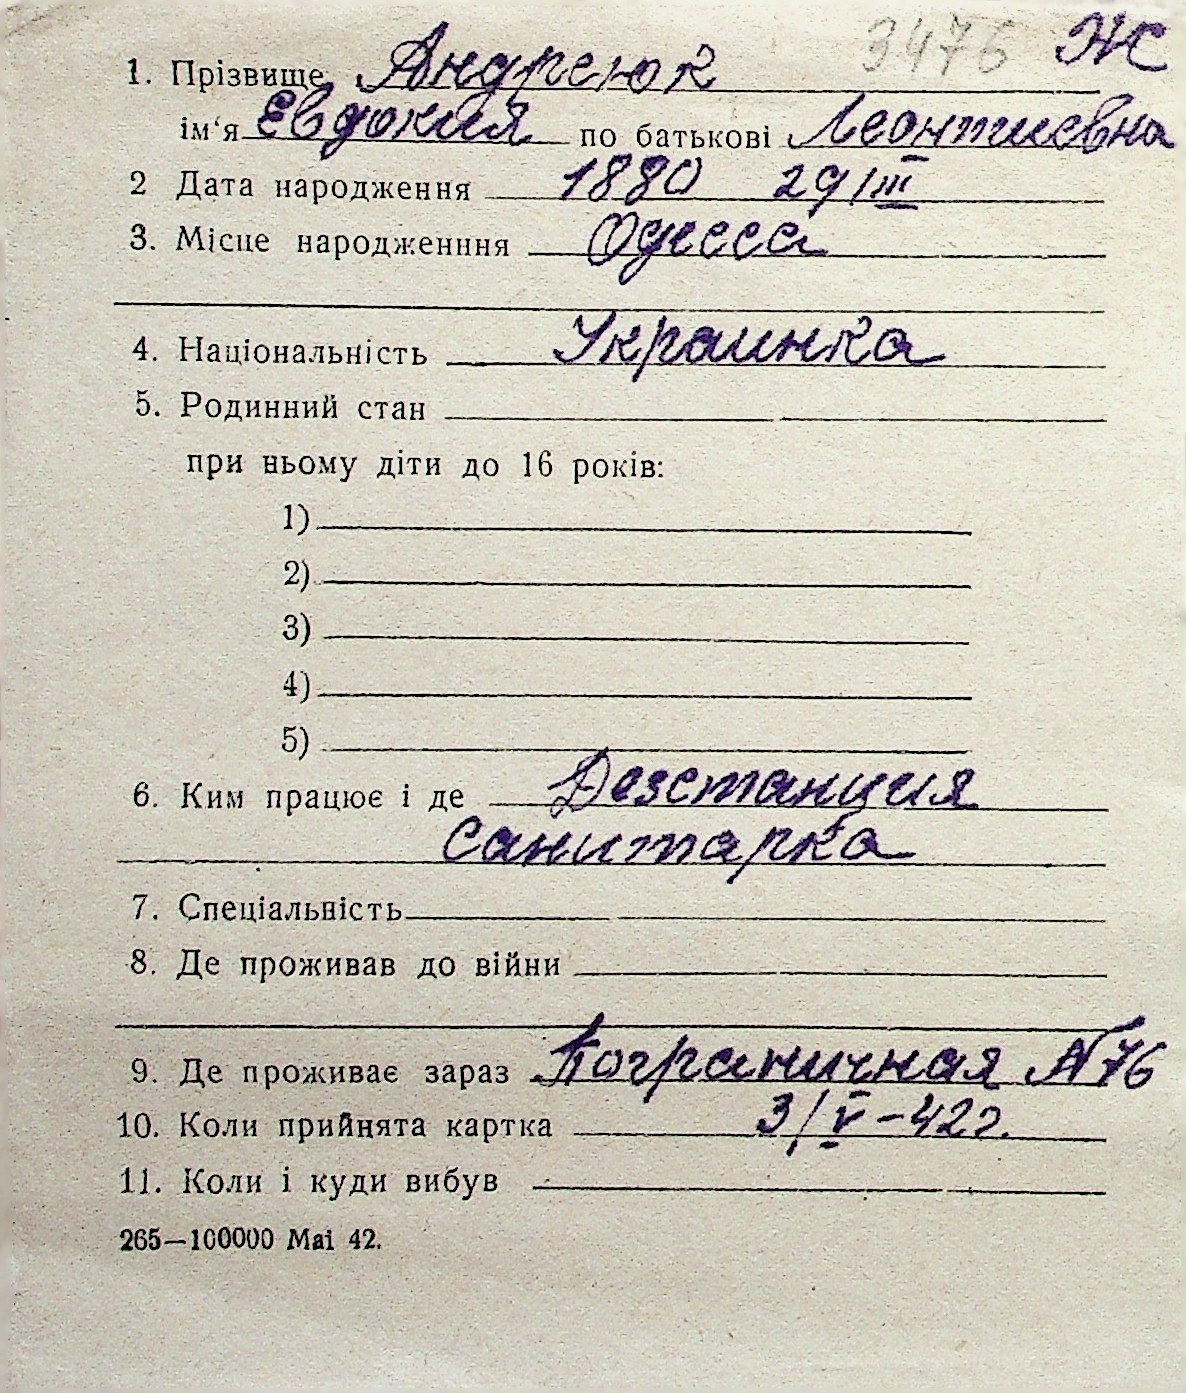 3476 Ж
1. Прізвище Андреюк
ім‘я Евдокия по батькові Леонтиевна
2 Дата народження 1880 29/III
3. Місце народженння Одесса
4. Національність Украинка
5. Родинний стан
при ньому діти до 16 років:
1)
2)
3)
4)
5)
6. Ким працює і де Дезстанция
санитарка
7. Спеціальність
8. Де проживав до війни
9. Де проживає зараз Пограничная №76
10. Коли прийнята картка 3/V-42г.
11. Коли і куди вибув
265—100000 Mai 42.